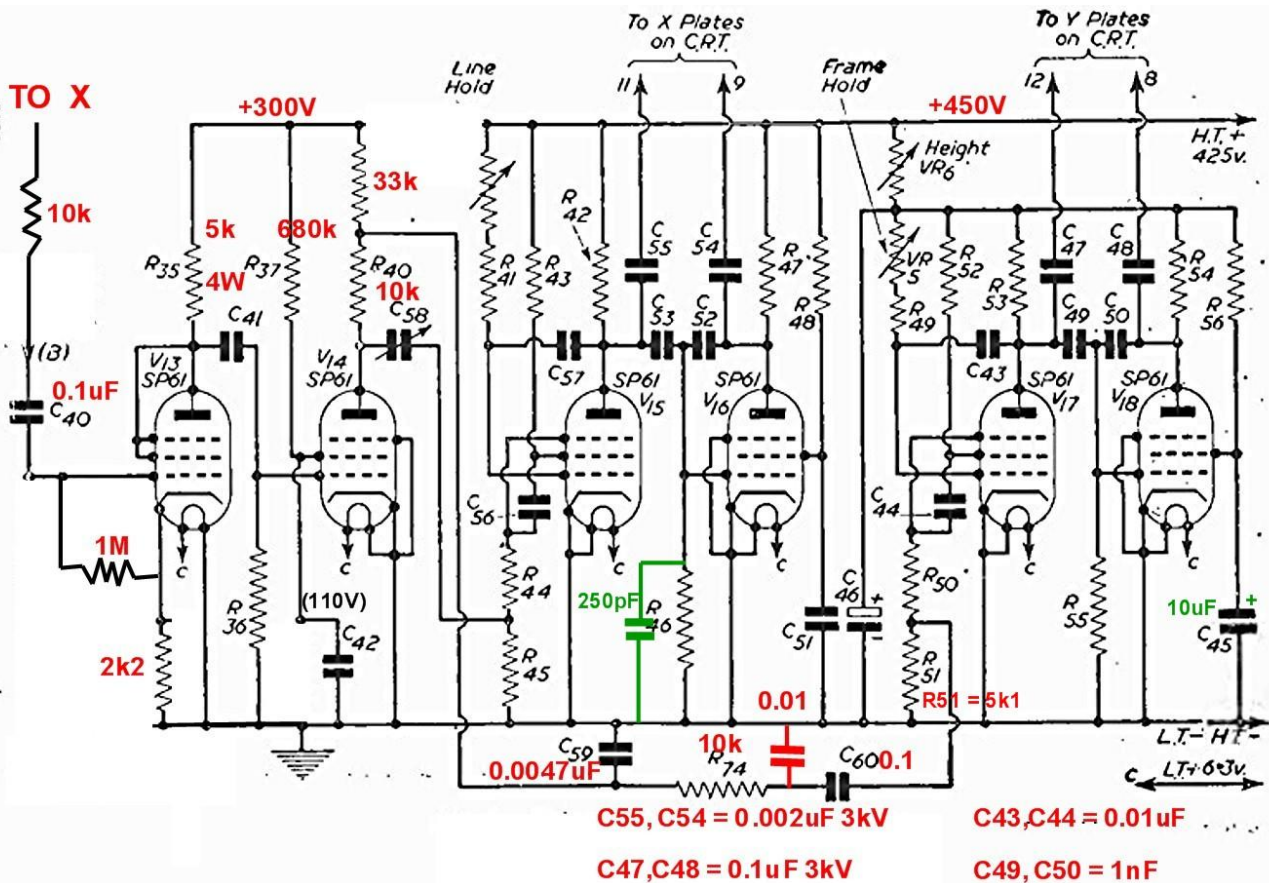 To X Plates
on C.R.T.
To Y Plates
on C.R.T.
Line
Hold
11
9
Frame
Hold
12
8
TO X
+300V
+450V
H.T.+
425v.
Height
VR6
10k
33k
5k
680k
4W
R35
R37
R40
10k
C58
C41
R41
R43
R42
C55
C54
R47
R48
VR5
R49
R52
R53
C47
C48
R54
R56
C53
C52
C49
C50
(B)
0.1uF
C40
V13
SP61
V14
SP61
C57
SP61
V15
V16
SP61
C43
SP61
V17
V18
SP61
C56
C44
C
C
C
C
C
C
1M
R36
(110V)
C42
2k2
R44
R45
250pF
R46
C51
C46
+
-
R50
R51
R51 = 5k1
R55
10uF
+
C45
0.01
L.T.- H.T.-
C59
0.0047uF
10k
R74
C60
0.1
C
L.T.+ 6·3v.
C55, C54 = 0.002uF 3kV
C43,C44 = 0.01uF
C47,C48 = 0.1uF 3kV
C49, C50 = 1nF